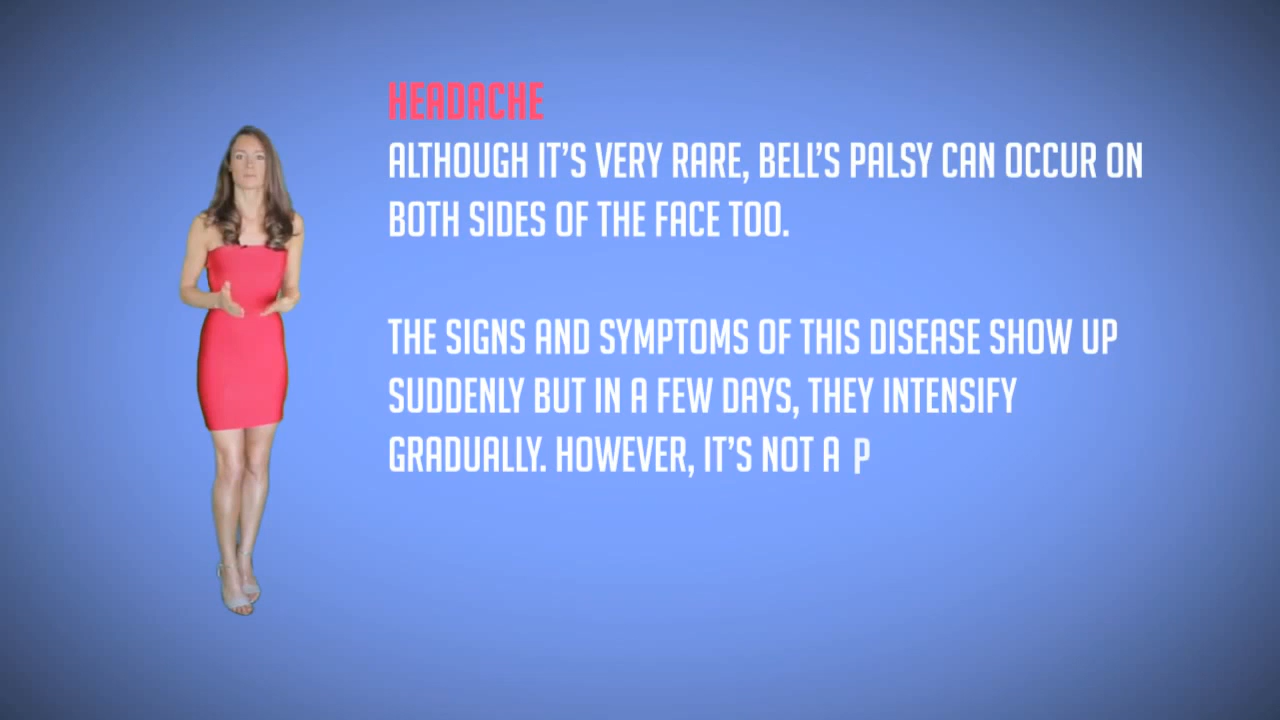 HEADACHE
ALTHOUGH IT'S VERY RARE, BELL'S PALSY CAN OCCUR ON
BOTH SIDES OF THE FACE TOO.
THE SIGNS AND SYMPTOMS OF THIS DISEASE SHOW UP
SUDDENLY BUT IN A FEW DAYS, THEY INTENSIFY
GRADUALLY. HOWEVER, IT'S NOT A P